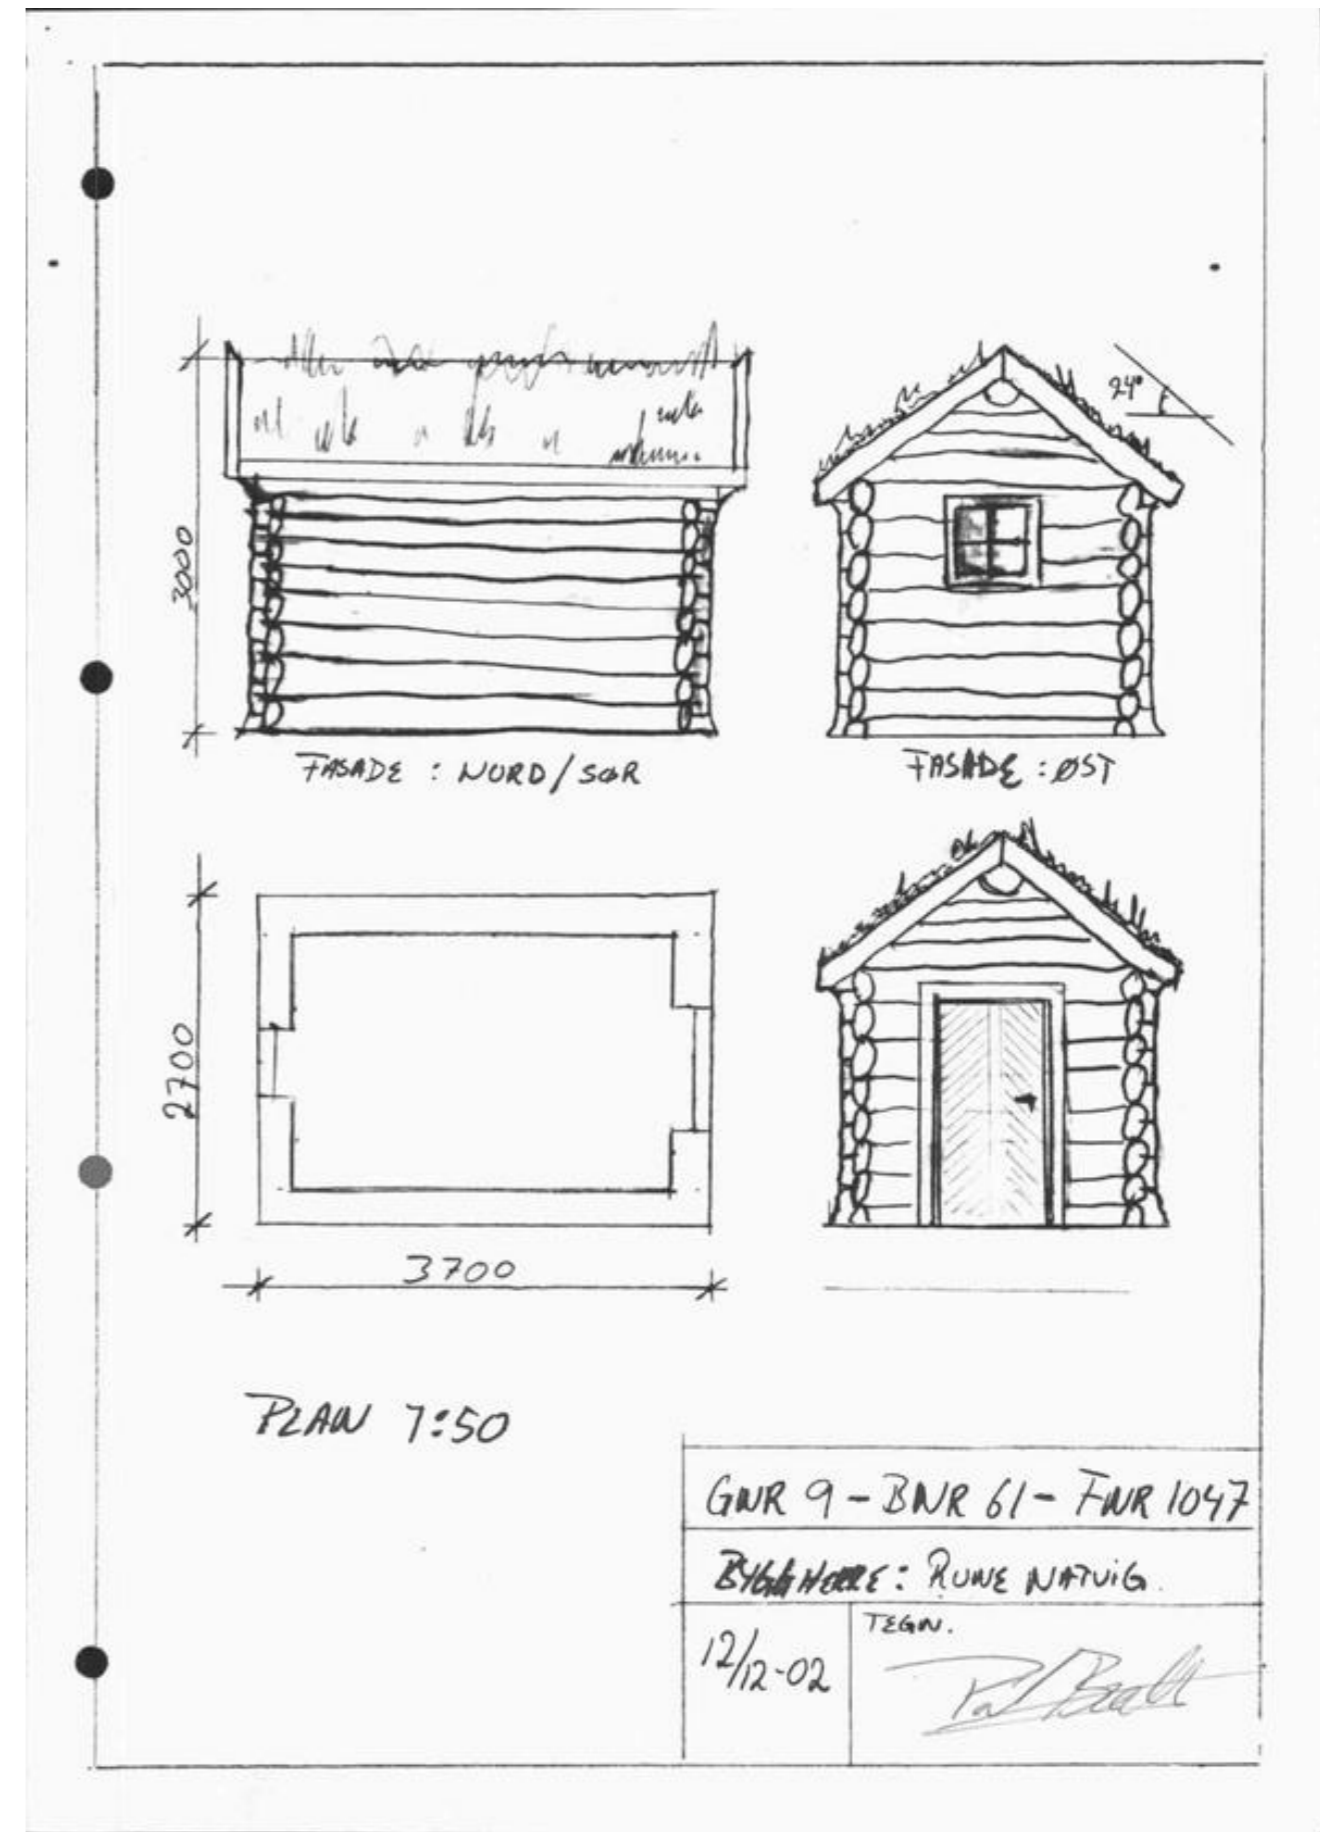 24°
3000
FASADE : NORD/SØR
FASADE : ØST
2700
3700
PLAN 1:50
GNR 9 - BNR 61 - FNR 1047
BYGGHERRE: RUNE NATVIG.
12/12-02
TEGN.